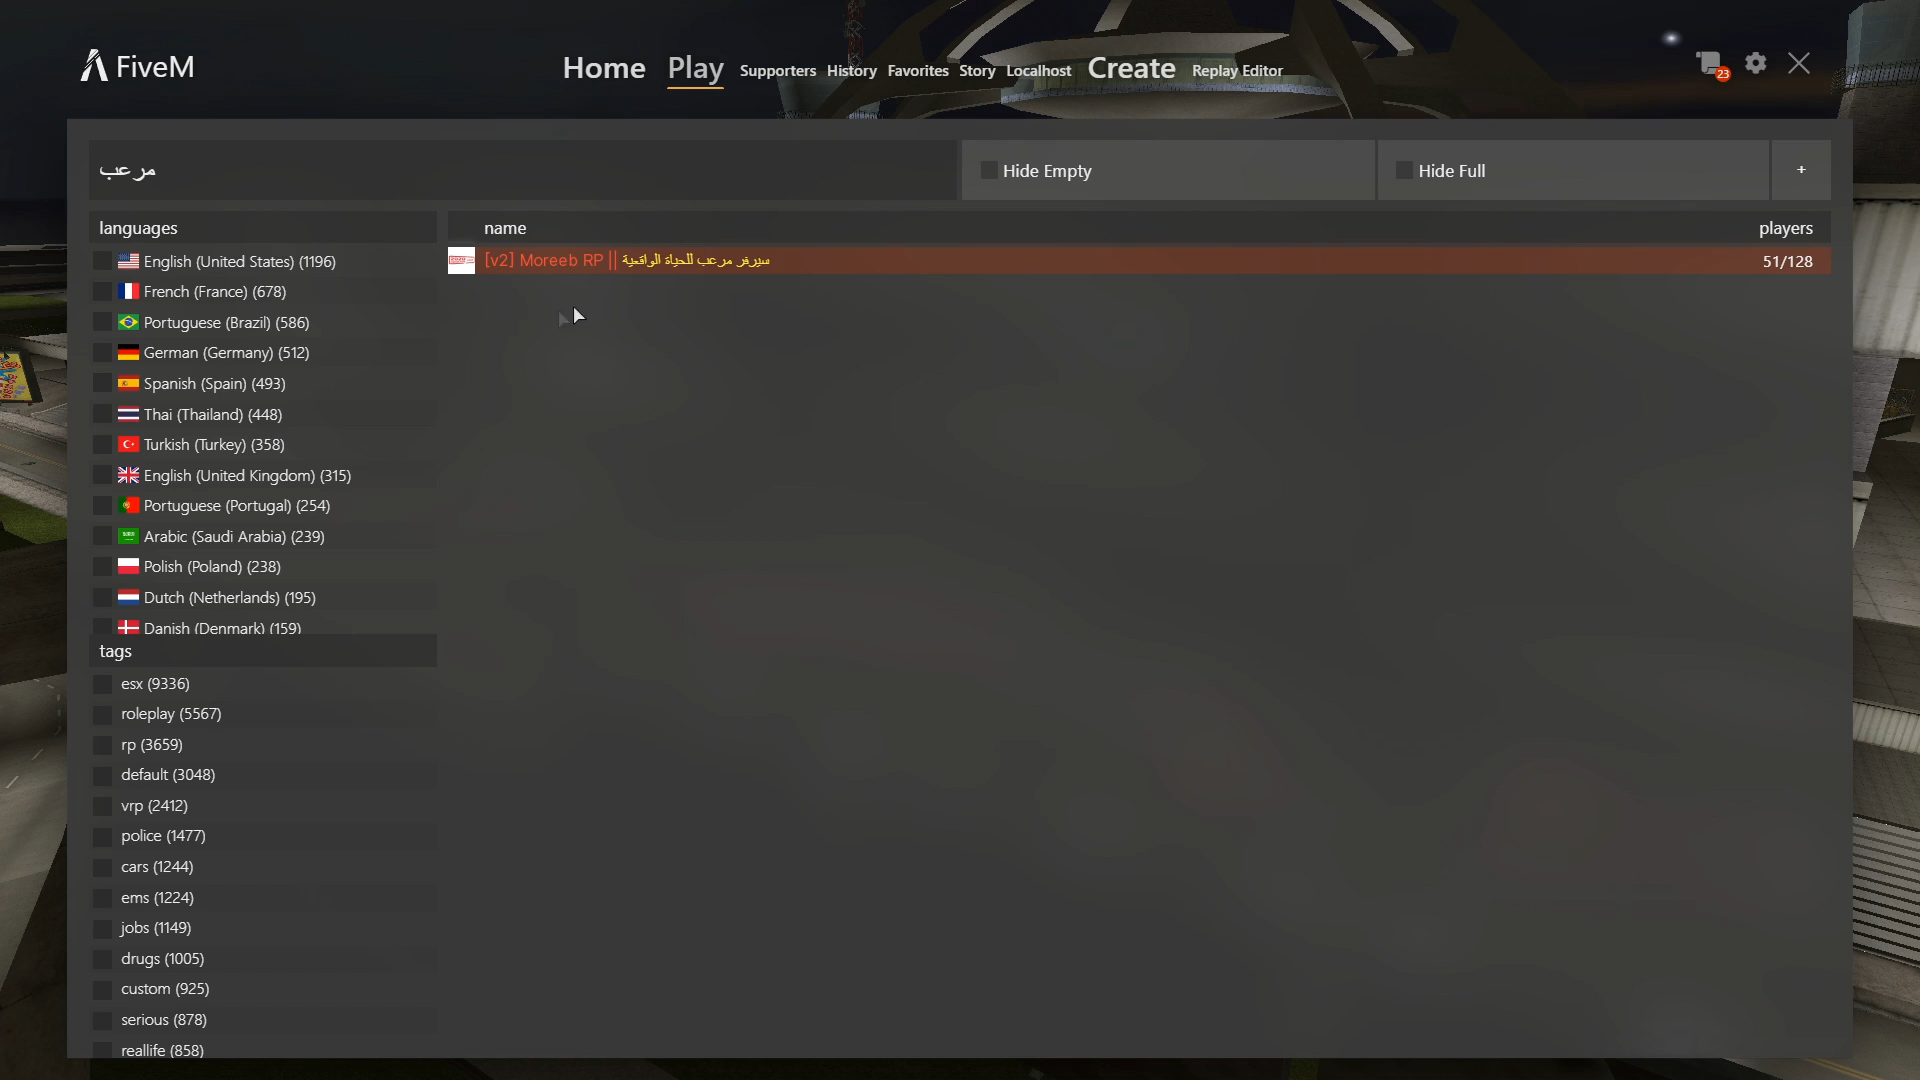 FiveM
Home Play Supporters History Favorites Story Localhost Create Replay Editor
23
مرعب
Hide Empty
Hide Full
+
languages
English (United States) (1196)
French (France) (678)
Portuguese (Brazil) (586)
German (Germany) (512)
Spanish (Spain) (493)
Thai (Thailand) (448)
Turkish (Turkey) (358)
English (United Kingdom) (315)
Portuguese (Portugal) (254)
Arabic (Saudi Arabia) (239)
Polish (Poland) (238)
Dutch (Netherlands) (195)
Danish (Denmark) (159)
tags
esx (9336)
roleplay (5567)
rp (3659)
default (3048)
vrp (2412)
police (1477)
cars (1244)
ems (1224)
jobs (1149)
drugs (1005)
custom (925)
serious (878)
reallife (858)
name players
[v2] Moreeb RP || سيرفر مرعب للحياة الواقعية 51/128